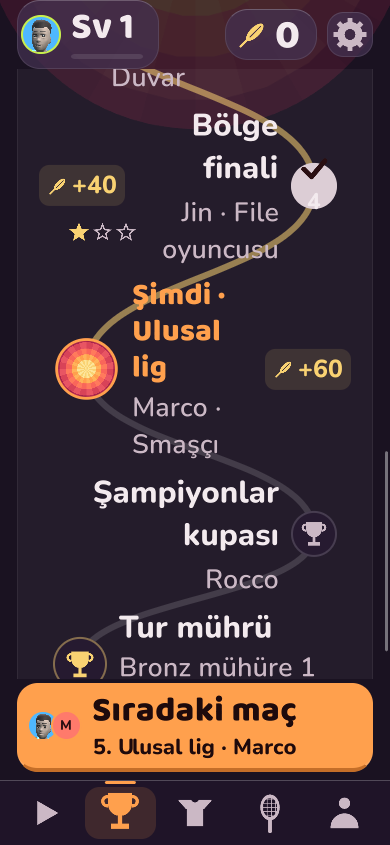 Sv 1
0
Duvar
Bölge
finali
+40
4
Jin · File
oyuncusu
Şimdi ·
Ulusal
lig
+60
Marco ·
Smaşçı
Şampiyonlar
kupası
Rocco
Tur mührü
Bronz mühüre 1
Sıradaki maç
M
5. Ulusal lig · Marco